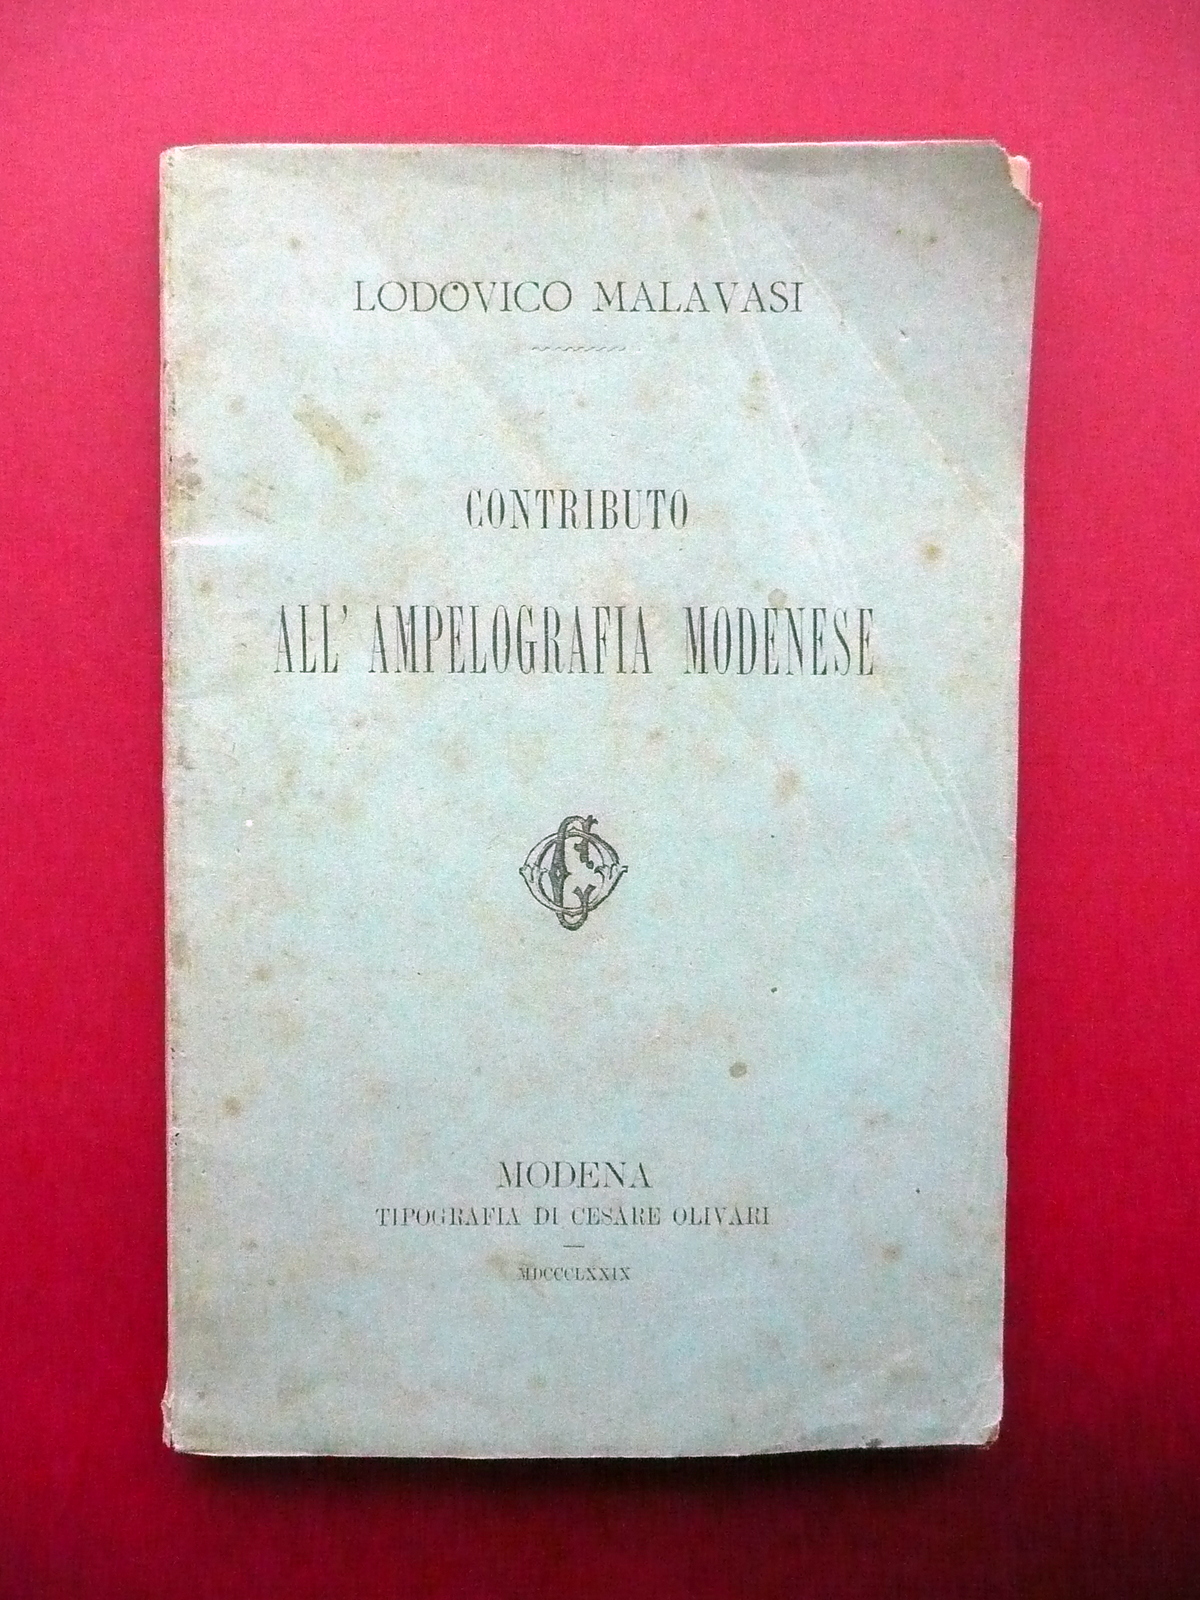 LODOVICO MALAVASI
CONTRIBUTO
ALL' AMPELOGRAFIA MODENESE
MODENA
TIPOGRAFIA DI CESARE OLIVARI
MDCCCLXXIX